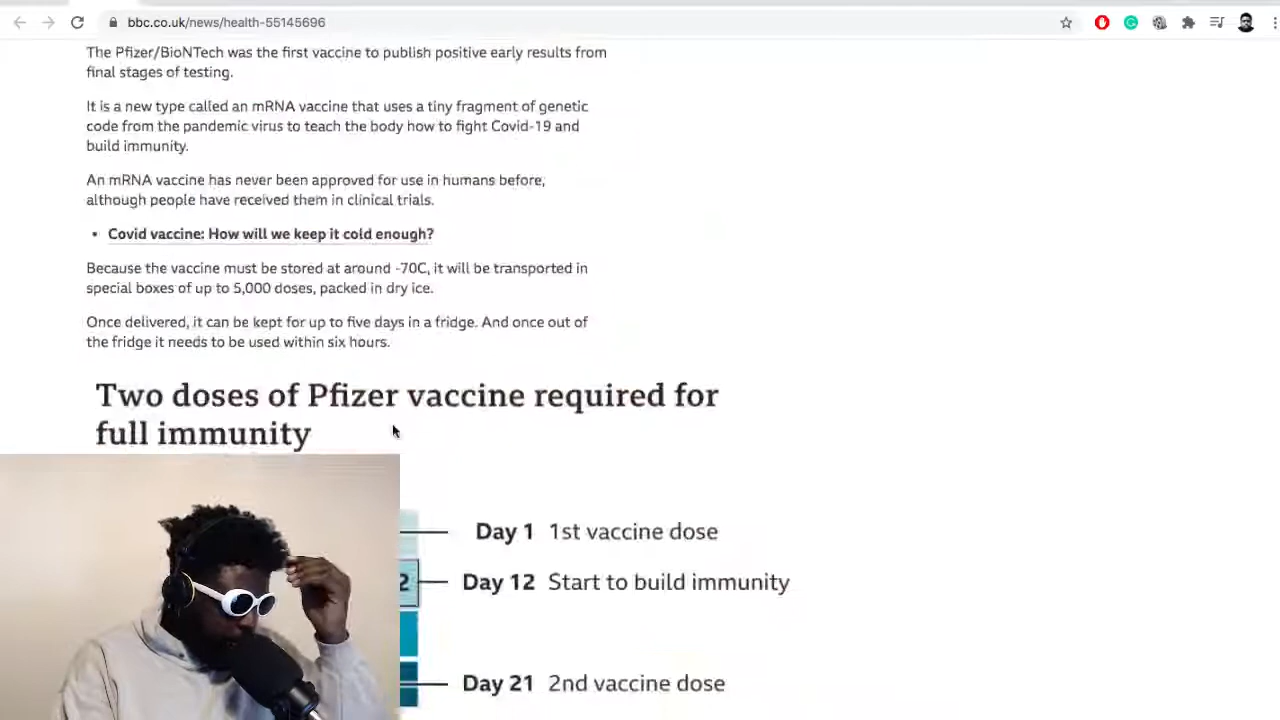 bbc.co.uk/news/health-55145696
The Pfizer/BioNTech was the first vaccine to publish positive early results from
final stages of testing.
It is a new type called an mRNA vaccine that uses a tiny fragment of genetic
code from the pandemic virus to teach the body how to fight Covid-19 and
build immunity.
An mRNA vaccine has never been approved for use in humans before,
although people have received them in clinical trials.
• Covid vaccine: How will we keep it cold enough?
Because the vaccine must be stored at around -70C, it will be transported in
special boxes of up to 5,000 doses, packed in dry ice.
Once delivered, it can be kept for up to five days in a fridge. And once out of
the fridge it needs to be used within six hours.
Two doses of Pfizer vaccine required for
full immunity
Day 1 1st vaccine dose
2 Day 12 Start to build immunity
Day 21 2nd vaccine dose